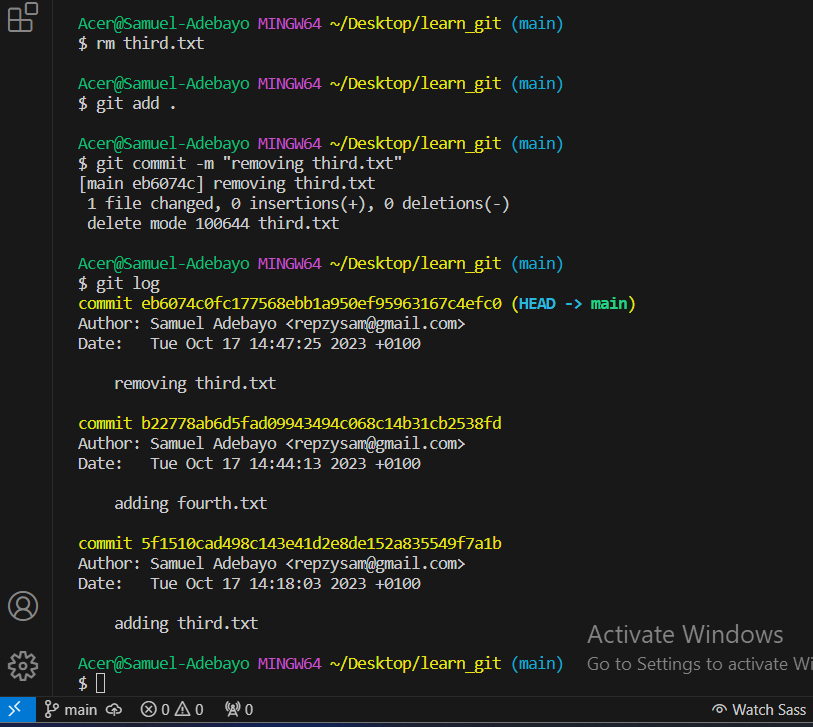 Acer@Samuel-Adebayo MINGW64 ~/Desktop/learn_git (main)
$ rm third.txt
Acer@Samuel-Adebayo MINGW64 ~/Desktop/learn_git (main)
$ git add .
Acer@Samuel-Adebayo MINGW64 ~/Desktop/learn_git (main)
$ git commit -m "removing third.txt"
[main eb6074c] removing third.txt
 1 file changed, 0 insertions(+), 0 deletions(-)
 delete mode 100644 third.txt
Acer@Samuel-Adebayo MINGW64 ~/Desktop/learn_git (main)
$ git log
commit eb6074c0fc177568ebb1a950ef95963167c4efc0 (HEAD -> main)
Author: Samuel Adebayo <repzysam@gmail.com>
Date:   Tue Oct 17 14:47:25 2023 +0100
    removing third.txt
commit b22778ab6d5fad09943494c068c14b31cb2538fd
Author: Samuel Adebayo <repzysam@gmail.com>
Date:   Tue Oct 17 14:44:13 2023 +0100
    adding fourth.txt
commit 5f1510cad498c143e41d2e8de152a835549f7a1b
Author: Samuel Adebayo <repzysam@gmail.com>
Date:   Tue Oct 17 14:18:03 2023 +0100
    adding third.txt
Acer@Samuel-Adebayo MINGW64 ~/Desktop/learn_git (main)
$
Activate Windows
Go to Settings to activate Wi
main 0 0 0 Watch Sass